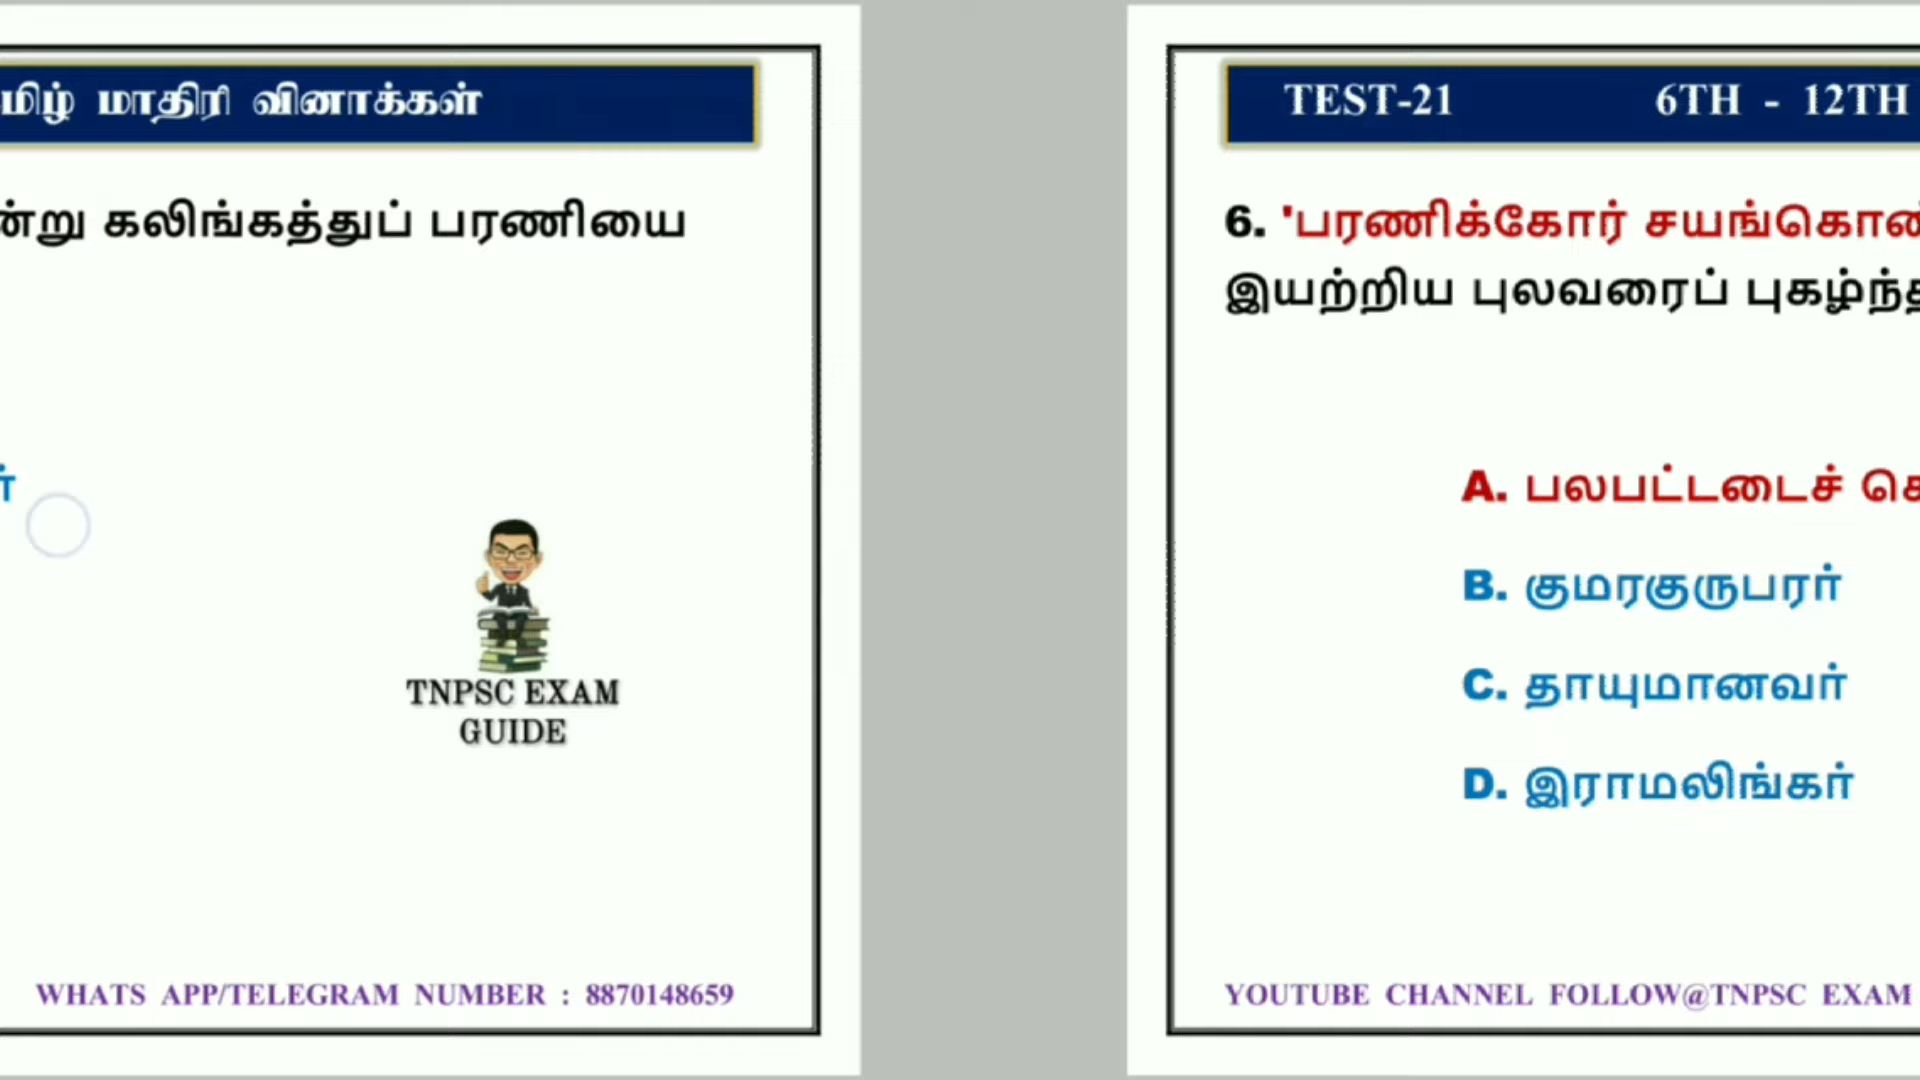 மிழ் மாதிரி வினாக்கள்
ன்று கலிங்கத்துப் பரணியை
ர்
TNPSC EXAM
GUIDE
WHATS APP/TELEGRAM NUMBER : 8870148659
TEST-21 6TH - 12TH
6. 'பரணிக்கோர் சயங்கொண்
இயற்றிய புலவரைப் புகழ்ந்த
A. பலபட்டடைச் சொ
B. குமரகுருபரர்
C. தாயுமானவர்
D. இராமலிங்கர்
YOUTUBE CHANNEL FOLLOW@TNPSC EXAM